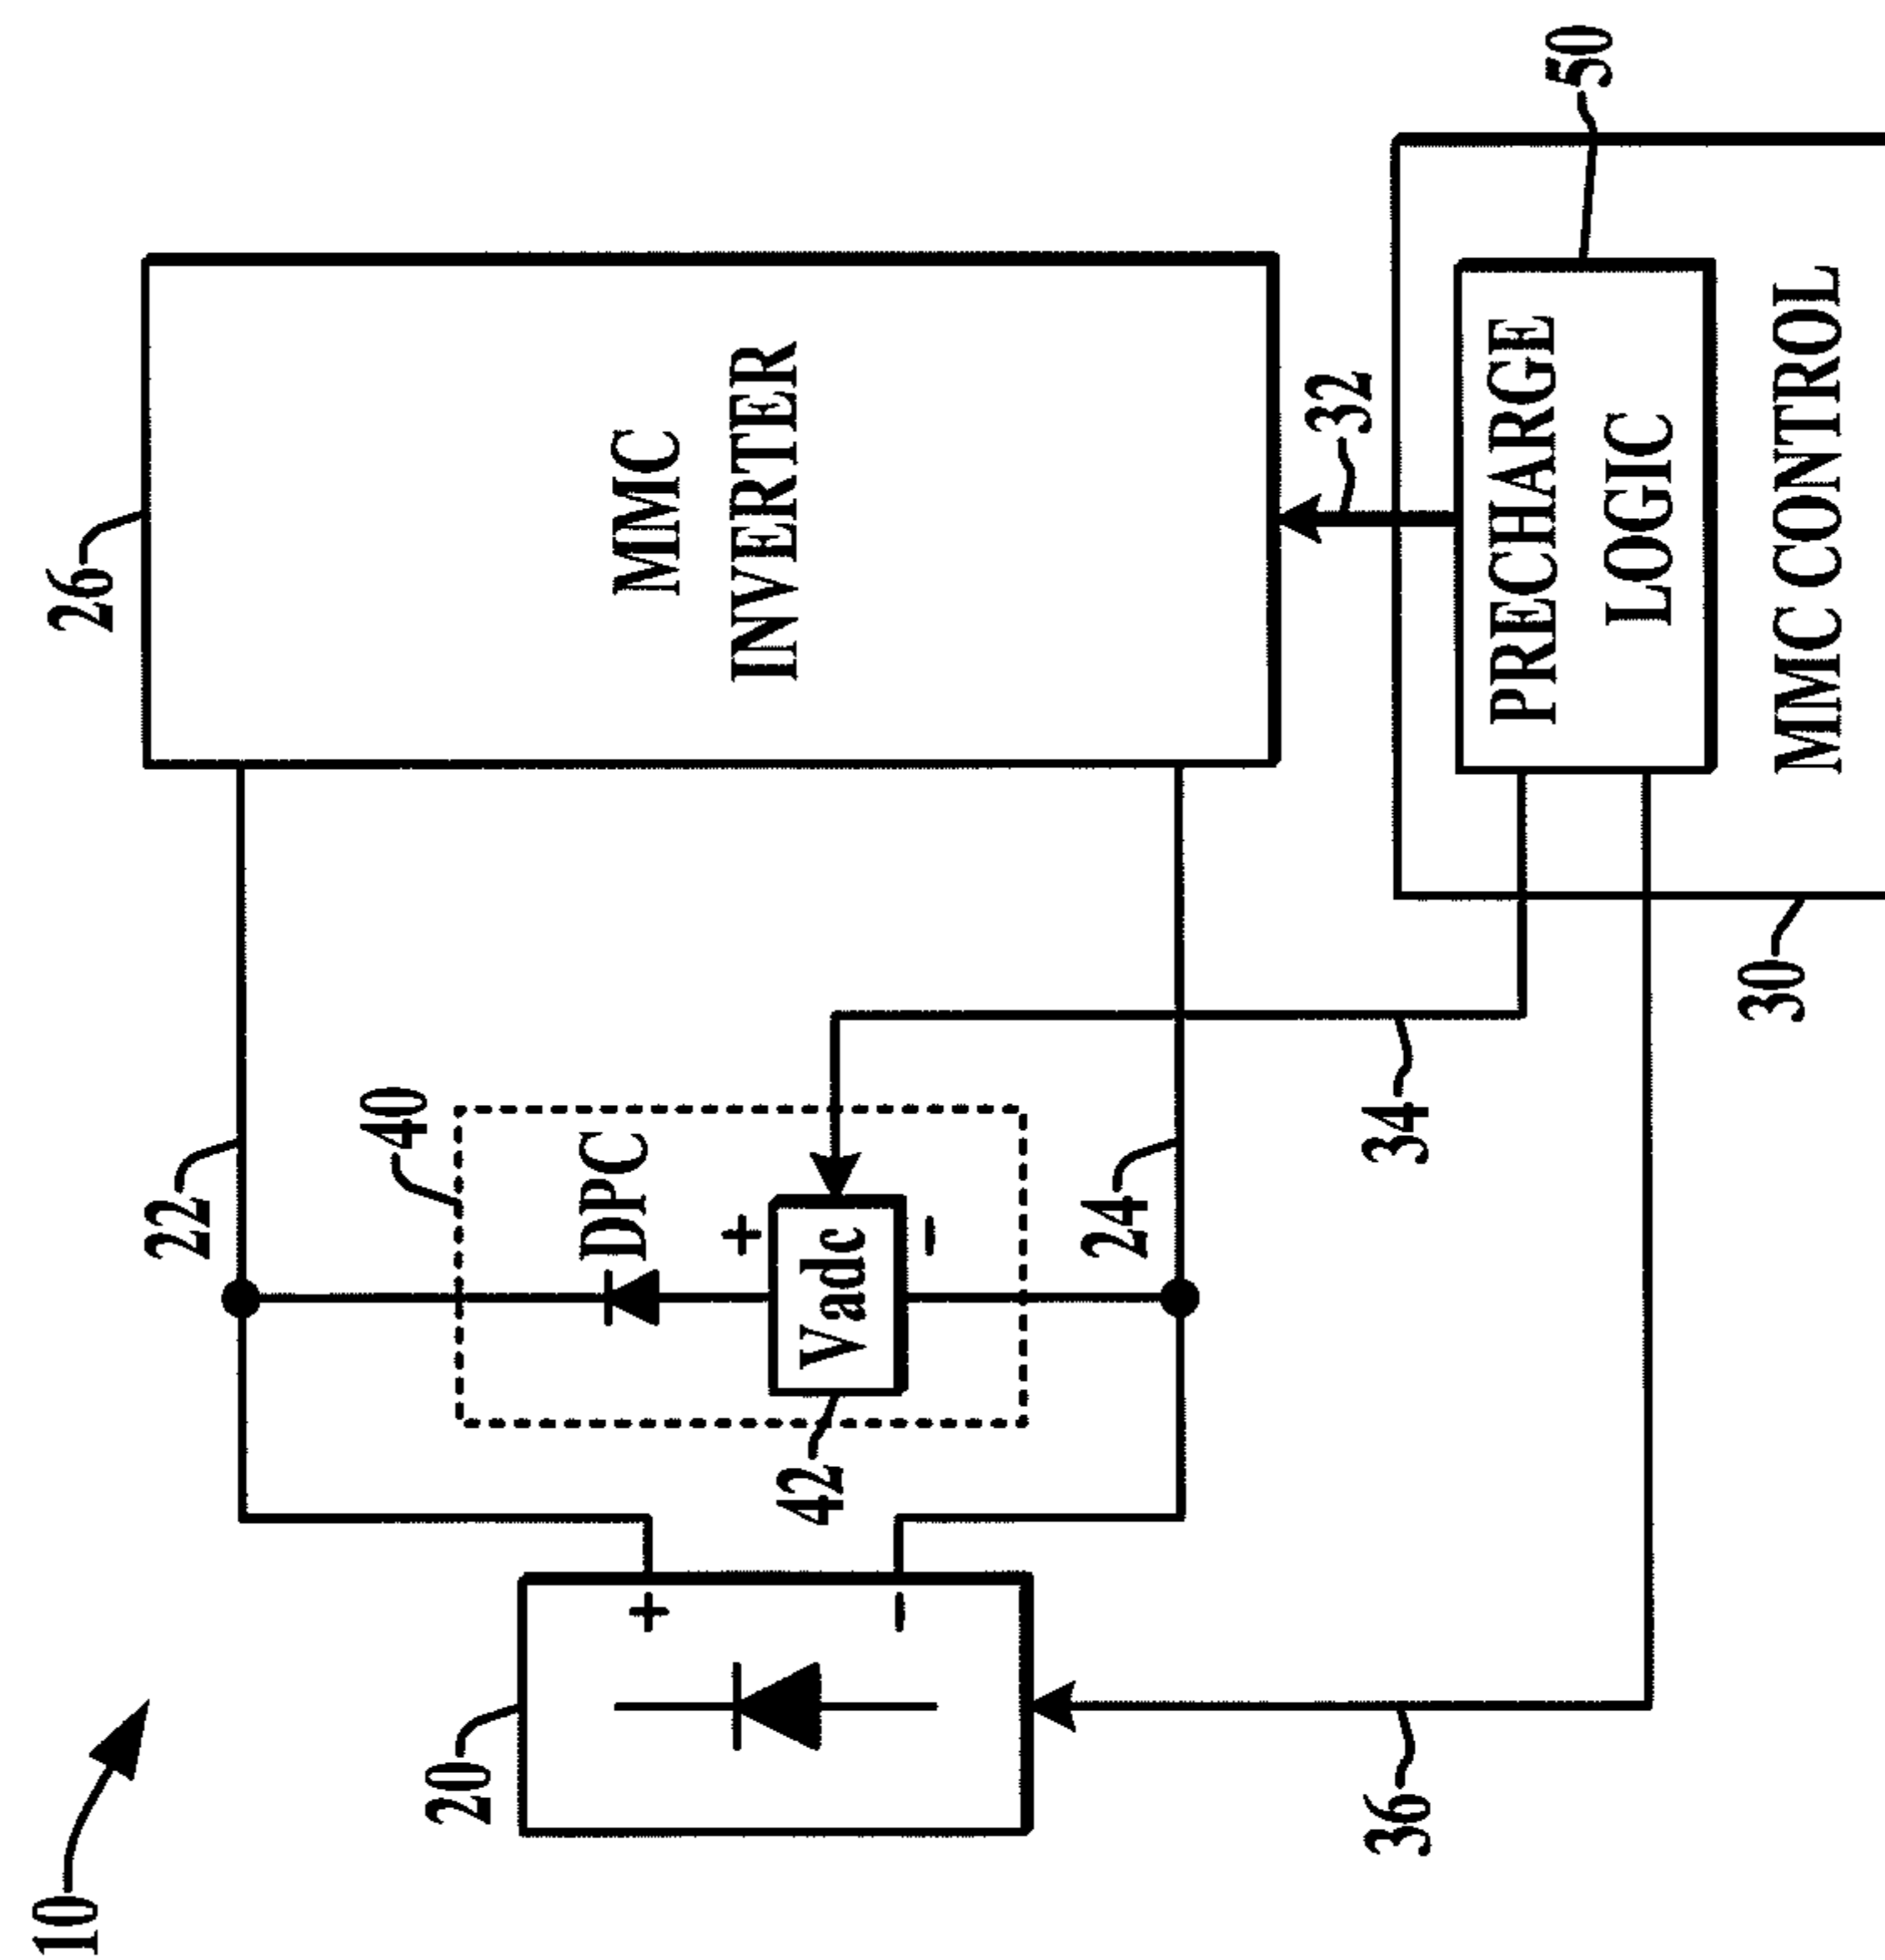 10
20
22
40
DPC
+
Vadc
−
42
24
+
−
26
MMC
INVERTER
32
34
36
30
50
PRECHARGE
LOGIC
MMC CONTROL